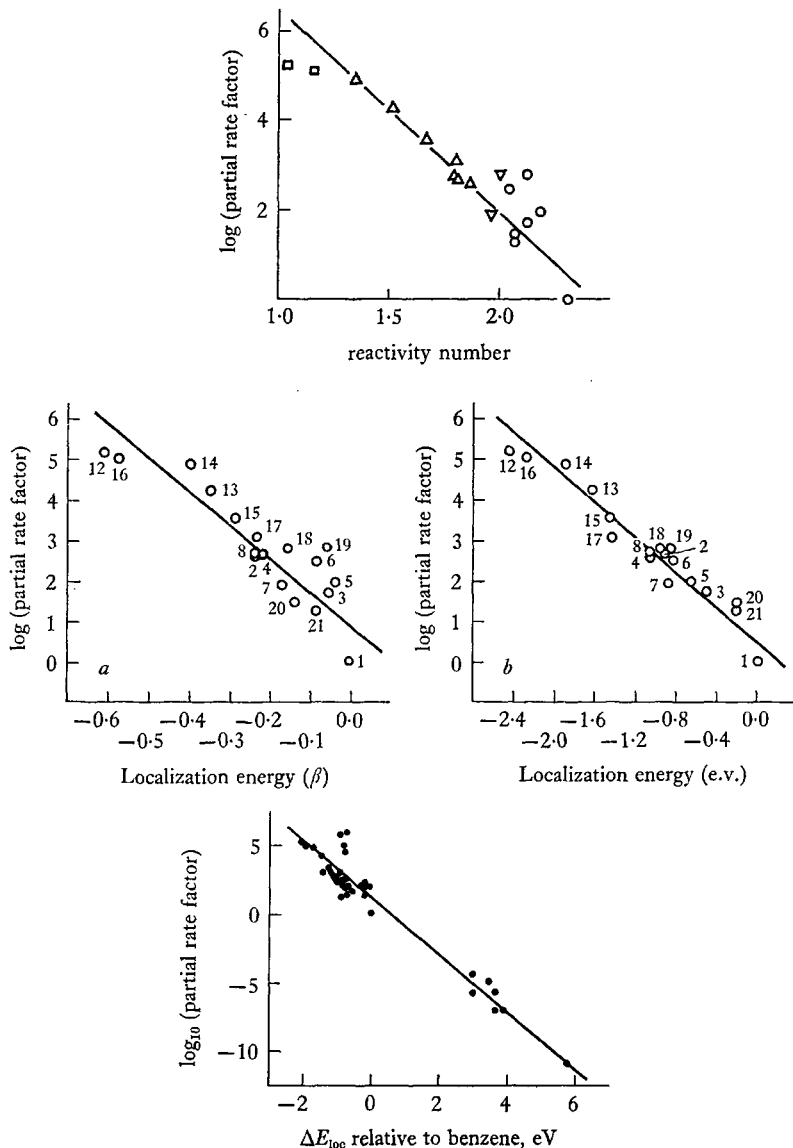 6
4
2
log (partial rate factor)
1·0 1·5 2·0
reactivity number
6
5
4
3
2
1
0
log (partial rate factor)
12 16 14 13 15 17 18 19 8 2 4 6 7 5 3 20 21 1
a
−0·6 −0·4 −0·2 0·0
−0·5 −0·3 −0·1
Localization energy (β)
6
5
4
3
2
1
0
log (partial rate factor)
12 16 14 13 15 17 18 19 8 2 4 6 7 5 3 20 21 1
b
−2·4 −1·6 −0·8 0·0
−2·0 −1·2 −0·4
Localization energy (e.v.)
5
0
−5
−10
log₁₀ (partial rate factor)
−2 0 2 4 6
ΔE_loc relative to benzene, eV